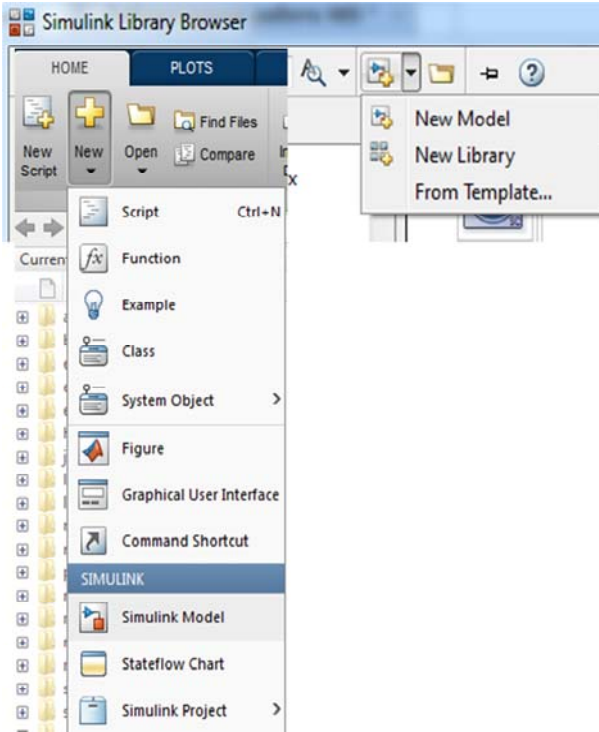 Simulink Library Browser
HOME PLOTS
New Script
New
Open
Find Files
Compare
New Model
New Library
From Template...
Script Ctrl+N
Function
Example
Class
System Object
Figure
Graphical User Interface
Command Shortcut
SIMULINK
Simulink Model
Stateflow Chart
Simulink Project